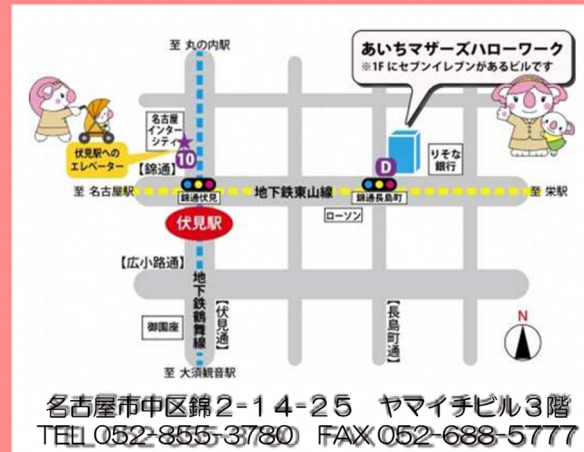 至 丸の内駅
あいちマザーズハローワーク
※1Fにセブンイレブンがあるビルです
名古屋
インター
シティ
10
伏見駅への
エレベーター
【錦通】
D
りそな
銀行
至 名古屋駅
錦通伏見
地下鉄東山線
錦通長島町
至 栄駅
伏見駅
ローソン
【広小路通】
地下鉄鶴舞線
【伏見通】
【長島町通】
御園座
N
至 大須観音駅
名古屋市中区錦2-14-25 ヤマイチビル3階
TEL 052-855-3780 FAX 052-688-5777